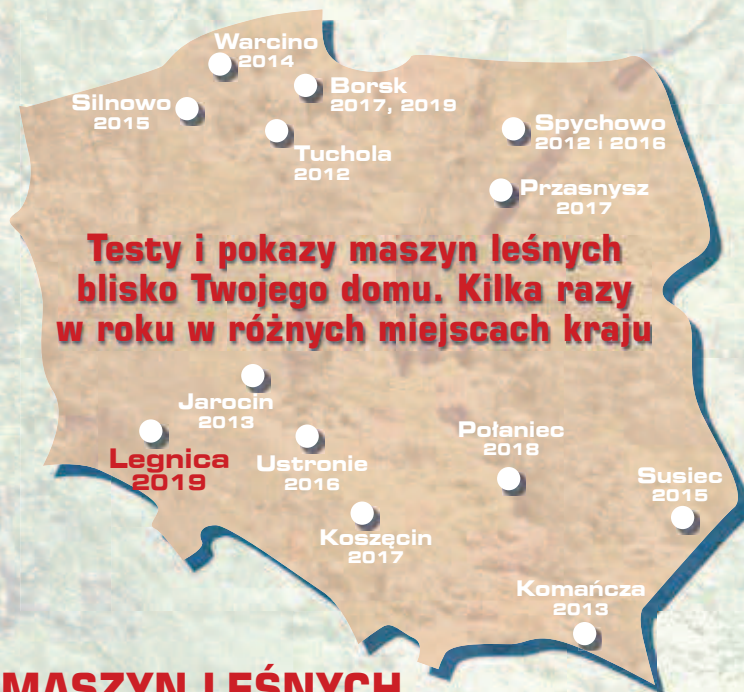 Warcino
2014
Borsk
2017, 2019
Silnowo
2015
Spychowo
2012 i 2016
Tuchola
2012
Przasnysz
2017
Testy i pokazy maszyn leśnych
blisko Twojego domu. Kilka razy
w roku w różnych miejscach kraju
Jarocin
2013
Legnica
2019
Ustronie
2016
Połaniec
2018
Susiec
2015
Koszęcin
2017
Komańcza
2013
MASZYN LEŚNYCH